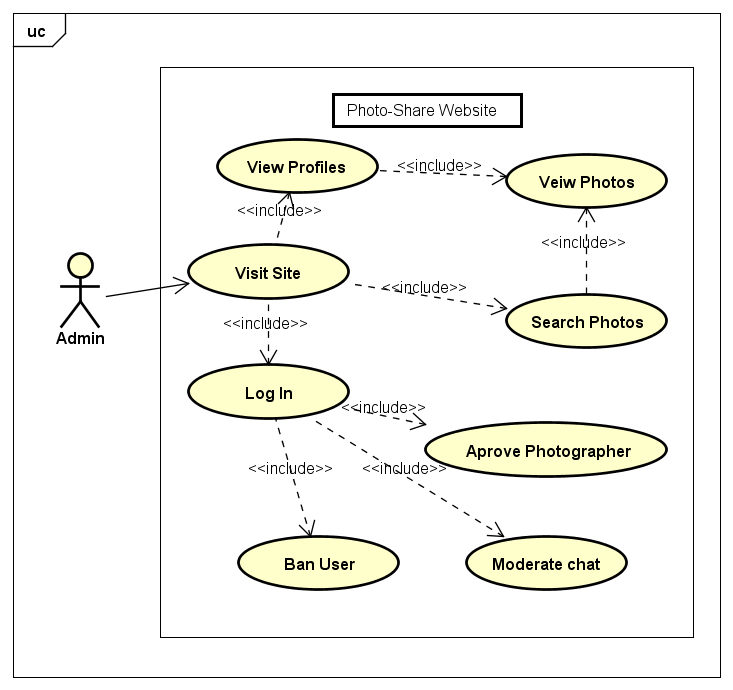 uc
Photo-Share Website
View Profiles
<<include>>
Veiw Photos
<<include>>
<<include>>
Visit Site
<<include>>
Search Photos
<<include>>
Admin
Log In
<<include>>
Aprove Photographer
<<include>>
<<include>>
Ban User
Moderate chat